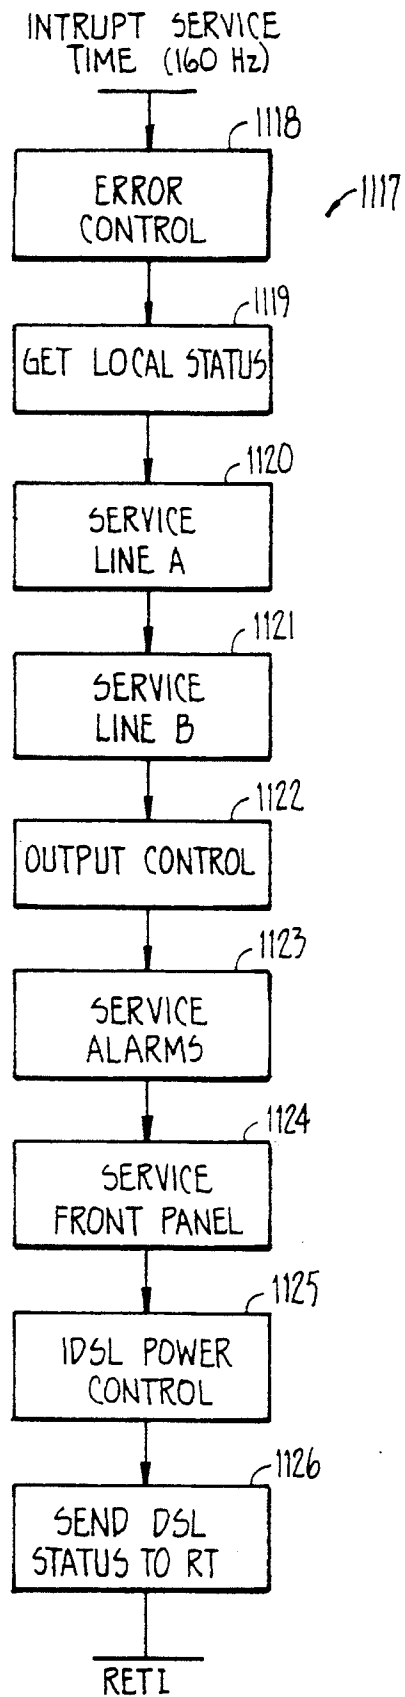 INTRUPT SERVICE
TIME (160 Hz)
1118
1117
ERROR
CONTROL
1119
GET LOCAL STATUS
1120
SERVICE
LINE A
1121
SERVICE
LINE B
1122
OUTPUT CONTROL
1123
SERVICE
ALARMS
1124
SERVICE
FRONT PANEL
1125
IDSL POWER
CONTROL
1126
SEND DSL
STATUS TO RT
RETI